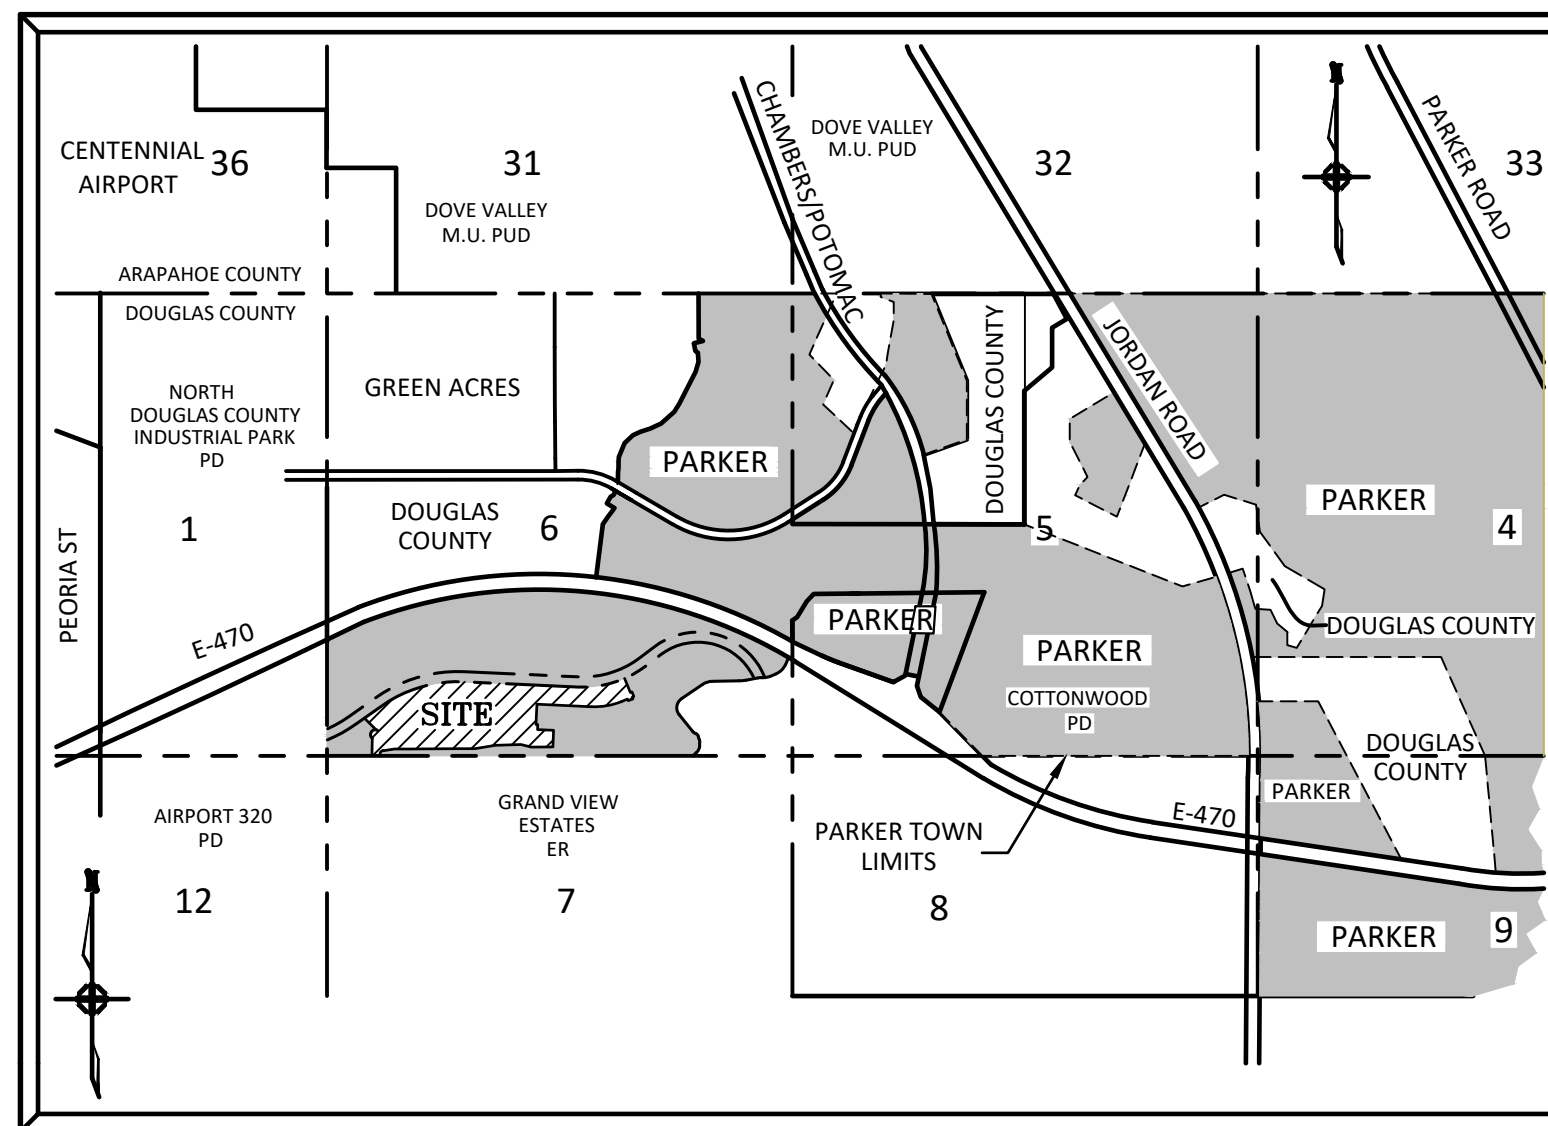 CENTENNIAL
AIRPORT
36
31
DOVE VALLEY
M.U. PUD
CHAMBERS/POTOMAC
DOVE VALLEY
M.U. PUD
32
N
PARKER ROAD
33
ARAPAHOE COUNTY
DOUGLAS COUNTY
NORTH
DOUGLAS COUNTY
INDUSTRIAL PARK
PD
GREEN ACRES
PARKER
DOUGLAS COUNTY
JORDAN ROAD
PARKER
PEORIA ST
1
DOUGLAS
COUNTY
6
5
4
E-470
PARKER
PARKER
DOUGLAS COUNTY
SITE
COTTONWOOD
PD
DOUGLAS
COUNTY
PARKER
AIRPORT 320
PD
GRAND VIEW
ESTATES
ER
PARKER TOWN
LIMITS
E-470
N
12
7
8
PARKER
9